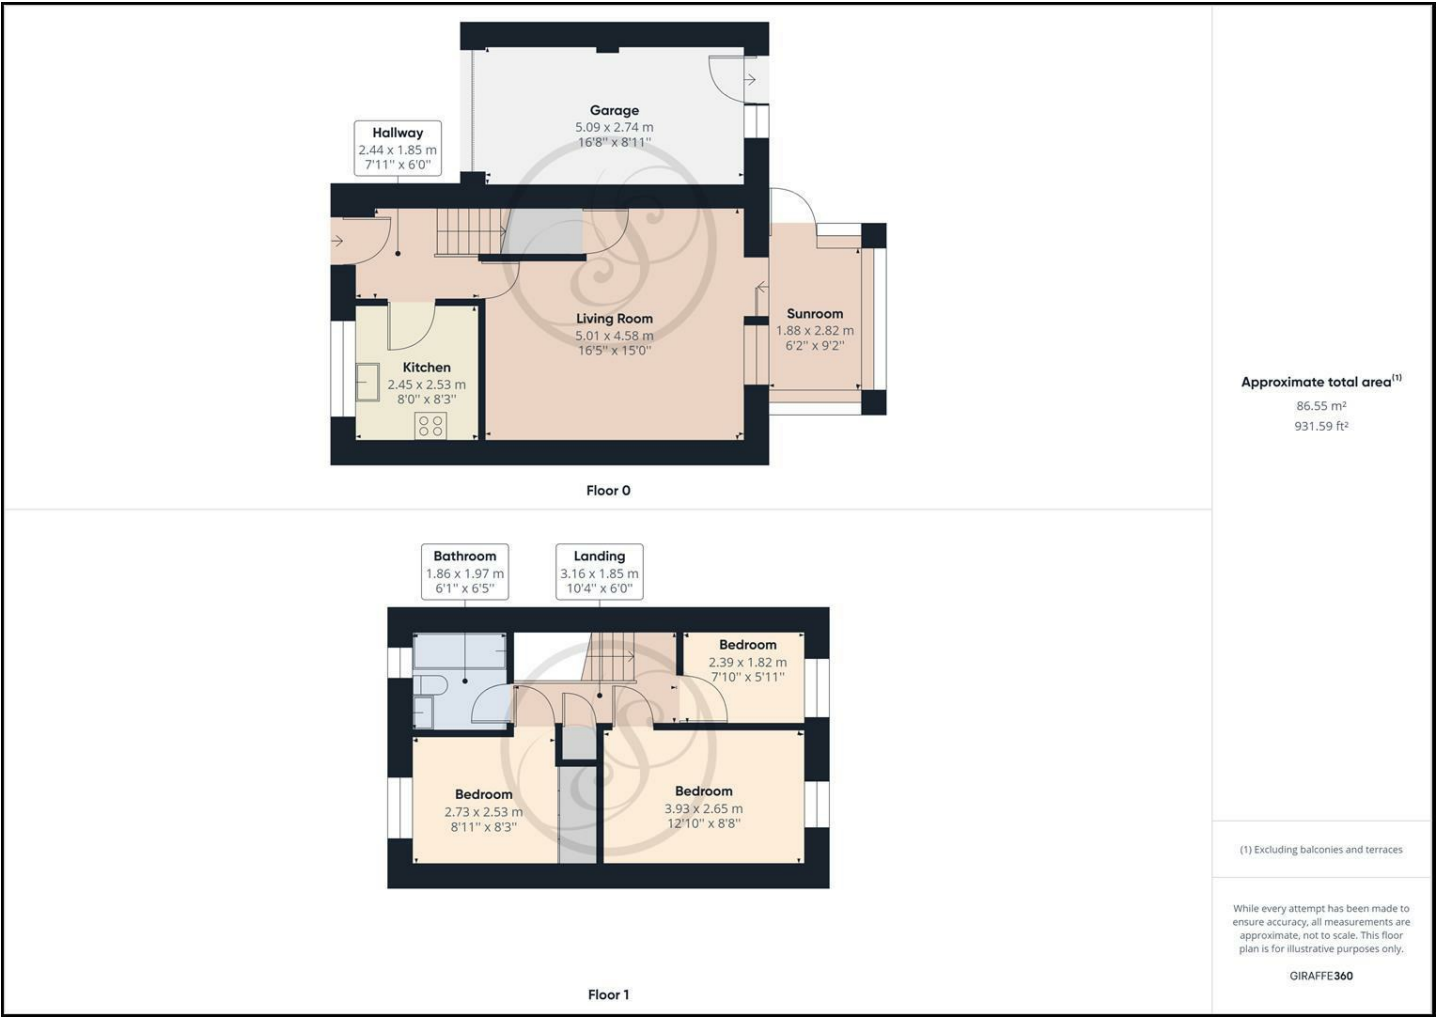 Garage
5.09 x 2.74 m
16'8" x 8'11"
Hallway
2.44 x 1.85 m
7'11" x 6'0"
Living Room
5.01 x 4.58 m
16'5" x 15'0"
Sunroom
1.88 x 2.82 m
6'2" x 9'2"
Kitchen
2.45 x 2.53 m
8'0" x 8'3"
Floor 0
Bathroom
1.86 x 1.97 m
6'1" x 6'5"
Landing
3.16 x 1.85 m
10'4" x 6'0"
Bedroom
2.39 x 1.82 m
7'10" x 5'11"
Bedroom
2.73 x 2.53 m
8'11" x 8'3"
Bedroom
3.93 x 2.65 m
12'10" x 8'8"
Floor 1
Approximate total area(1)
86.55 m²
931.59 ft²
(1) Excluding balconies and terraces
While every attempt has been made to
ensure accuracy, all measurements are
approximate, not to scale. This floor
plan is for illustrative purposes only.
GIRAFFE360